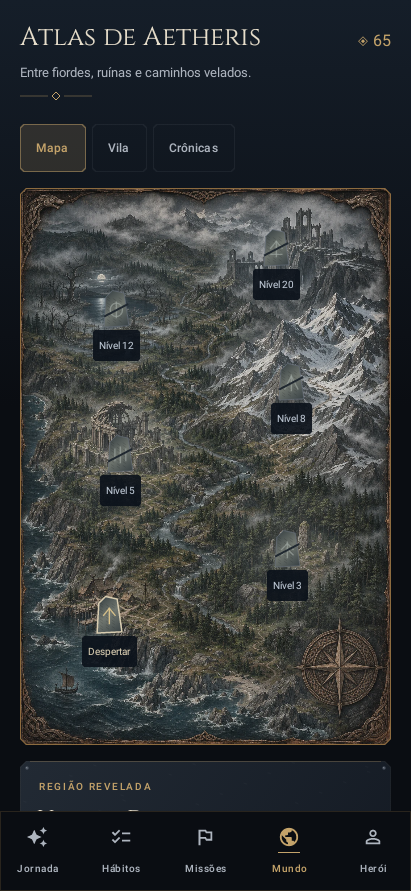 Atlas de Aetheris
65
Entre fiordes, ruínas e caminhos velados.
Mapa
Vila
Crônicas
Nível 20
Nível 12
Nível 8
Nível 5
Nível 3
Despertar
REGIÃO REVELADA
Jornada
Hábitos
Missões
Mundo
Herói